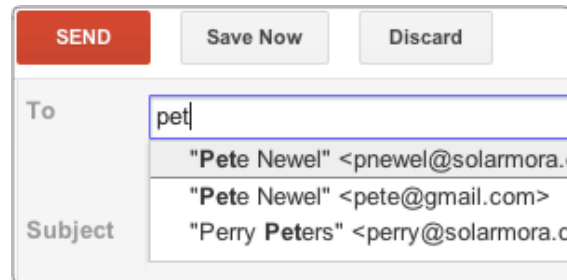 SEND Save Now Discard
To pet
"Pete Newel" <pnewel@solarmora.
"Pete Newel" <pete@gmail.com>
Subject "Perry Peters" <perry@solarmora.